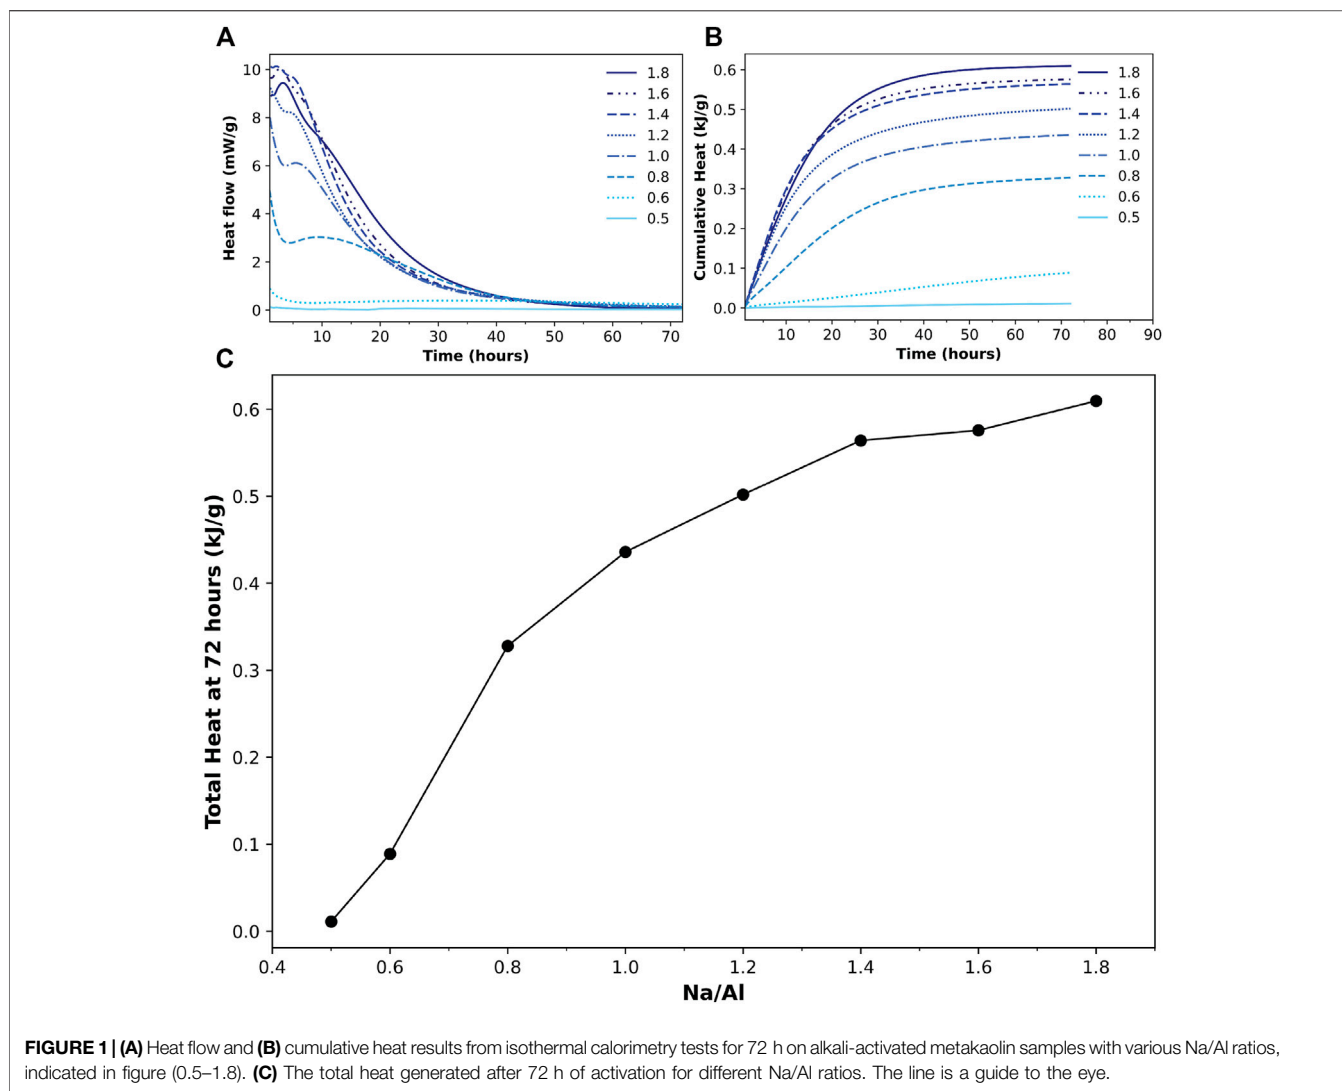 A
Heat flow (mW/g)
10
8
6
4
2
0
1.8
1.6
1.4
1.2
1.0
0.8
0.6
0.5
10 20 30 40 50 60 70
Time (hours)
B
Cumulative Heat (kJ/g)
0.6
0.5
0.4
0.3
0.2
0.1
0.0
1.8
1.6
1.4
1.2
1.0
0.8
0.6
0.5
10 20 30 40 50 60 70 80 90
Time (hours)
C
Total Heat at 72 hours (kJ/g)
0.6
0.5
0.4
0.3
0.2
0.1
0.0
0.4 0.6 0.8 1.0 1.2 1.4 1.6 1.8
Na/Al
FIGURE 1 | (A) Heat flow and (B) cumulative heat results from isothermal calorimetry tests for 72 h on alkali-activated metakaolin samples with various Na/Al ratios,
indicated in figure (0.5–1.8). (C) The total heat generated after 72 h of activation for different Na/Al ratios. The line is a guide to the eye.